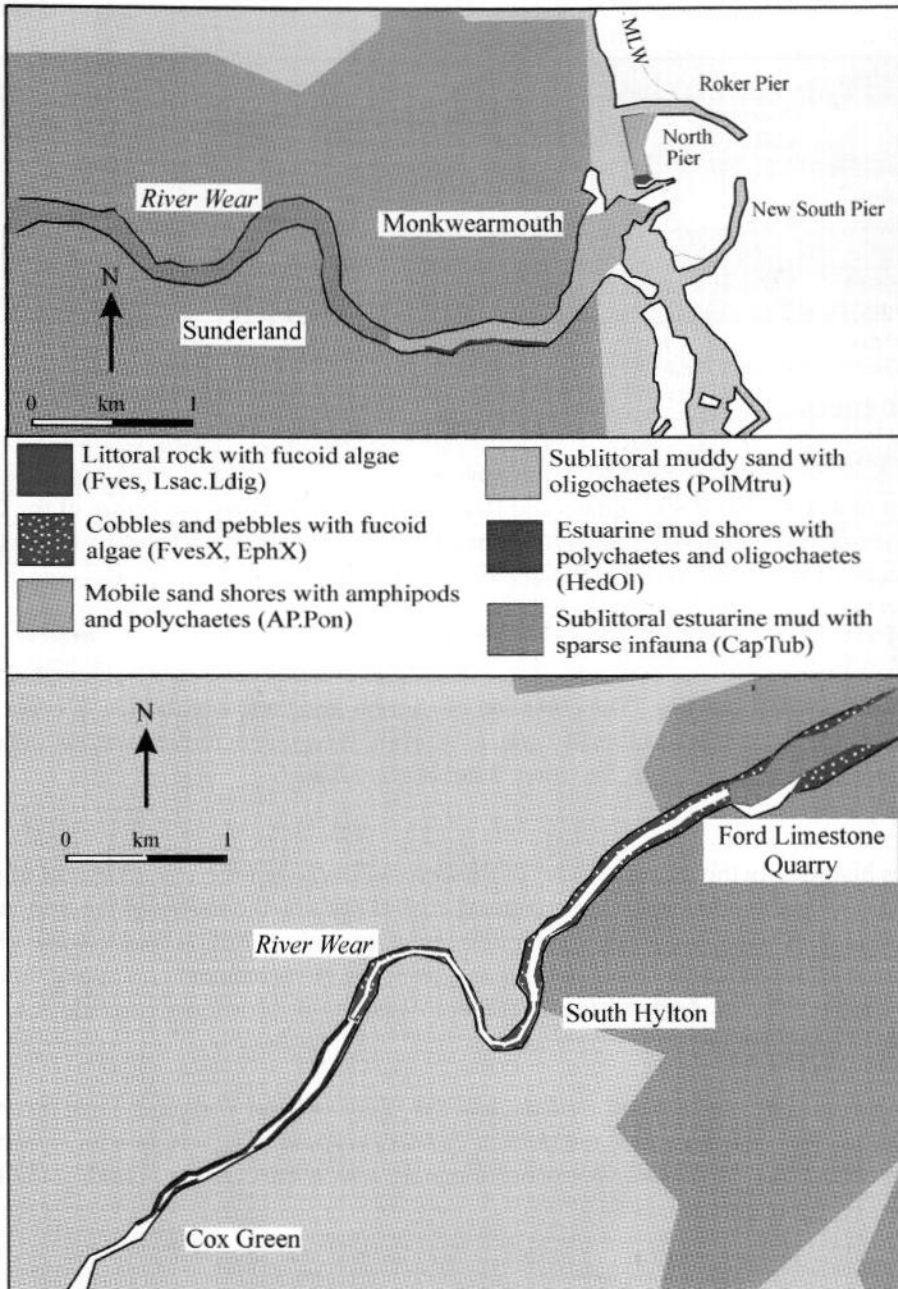 MLW
Roker Pier
North
Pier
River Wear
Monkwearmouth
New South Pier
N
Sunderland
0 km 1
Littoral rock with fucoid algae
(Fves, Lsac.Ldig)
Cobbles and pebbles with fucoid
algae (FvesX, EphX)
Mobile sand shores with amphipods
and polychaetes (AP.Pon)
Sublittoral muddy sand with
oligochaetes (PolMtru)
Estuarine mud shores with
polychaetes and oligochaetes
(HedOl)
Sublittoral estuarine mud with
sparse infauna (CapTub)
N
0 km 1
Ford Limestone
Quarry
River Wear
South Hylton
Cox Green